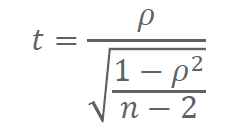 t = ρ / √((1 − ρ²) / (n − 2))